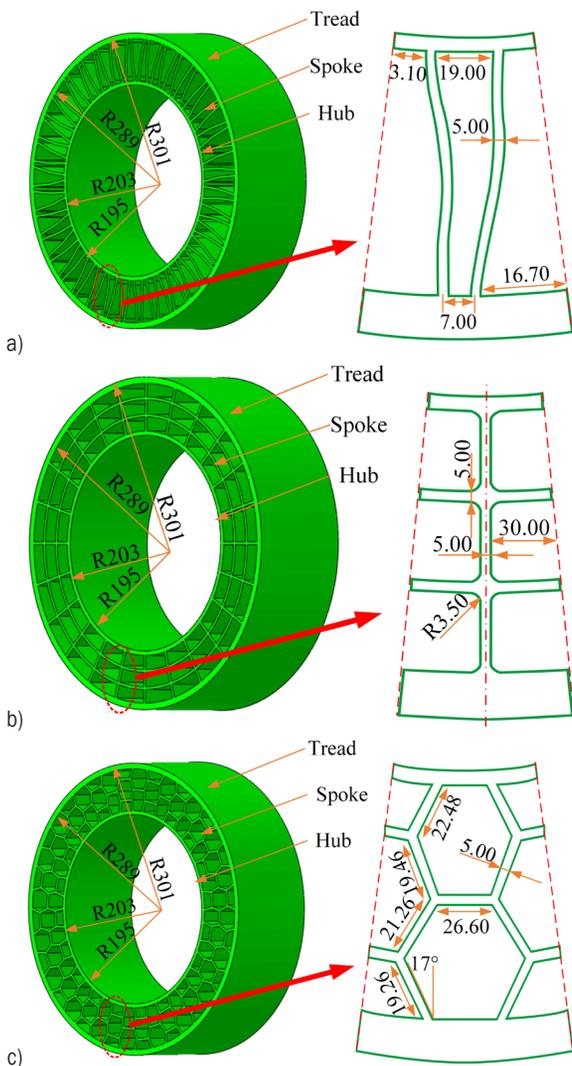 Tread
Spoke
Hub
R289
R301
R203
R195
3.10
19.00
5.00
16.70
7.00
a)
Tread
Spoke
Hub
R289
R301
R203
R195
5.00
5.00
30.00
R3.50
b)
Tread
Spoke
Hub
R289
R301
R203
R195
22.48
5.00
19.46
21.26
26.60
17°
19.26
c)